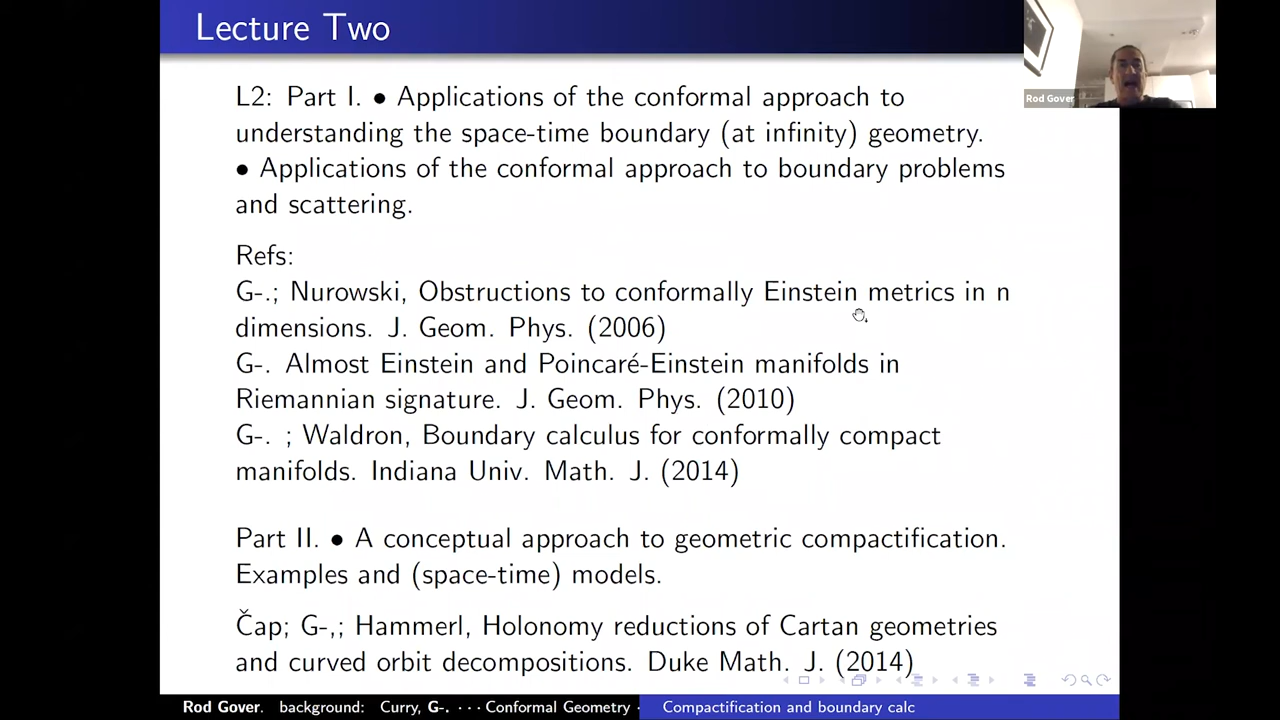 Lecture Two
Rod Gover
L2: Part I. • Applications of the conformal approach to
understanding the space-time boundary (at infinity) geometry.
• Applications of the conformal approach to boundary problems
and scattering.
Refs:
G-.; Nurowski, Obstructions to conformally Einstein metrics in n
dimensions. J. Geom. Phys. (2006)
G-. Almost Einstein and Poincaré-Einstein manifolds in
Riemannian signature. J. Geom. Phys. (2010)
G-. ; Waldron, Boundary calculus for conformally compact
manifolds. Indiana Univ. Math. J. (2014)
Part II. • A conceptual approach to geometric compactification.
Examples and (space-time) models.
Čap; G-,; Hammerl, Holonomy reductions of Cartan geometries
and curved orbit decompositions. Duke Math. J. (2014)
Rod Gover. background: Curry, G-. · · · Conformal Geometry · Compactification and boundary calc